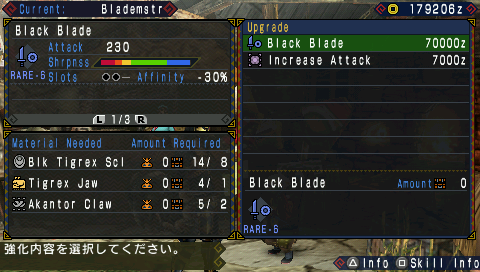 Current: Blademstr
179206z
Black Blade
Attack 230
Shrpnss
RARE-6 Slots Affinity -30%
L 1/3 R
Material Needed Amount Required
Blk Tigrex Scl 0 14/ 8
Tigrex Jaw 0 4/ 1
Akantor Claw 0 5/ 2
Upgrade
Black Blade 70000z
Increase Attack 7000z
Black Blade Amount 0
RARE-6
強化内容を選択してください。
△Info ○Skill Info